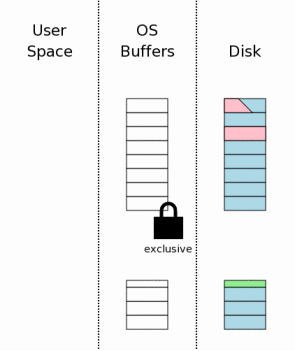 User
Space
OS
Buffers
Disk
exclusive